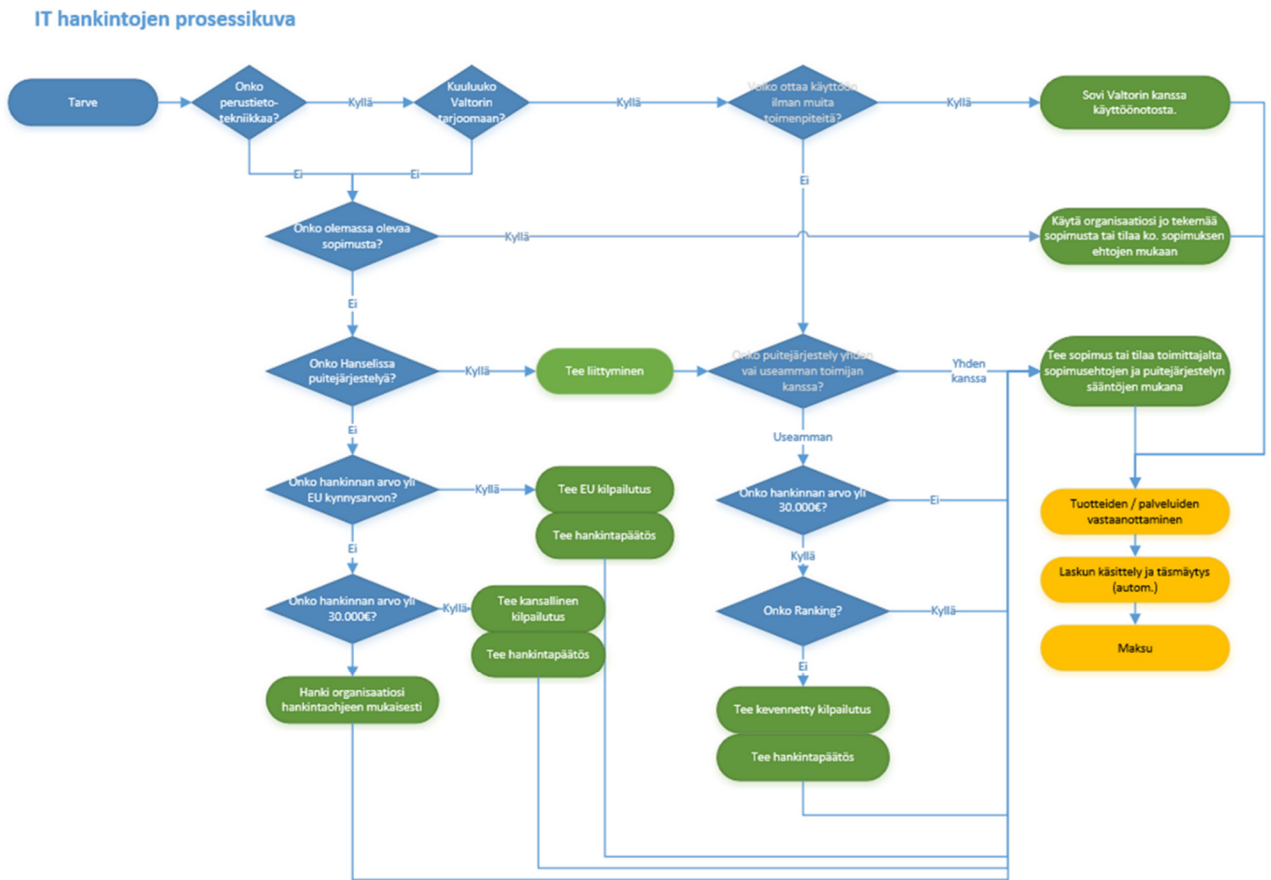 IT hankintojen prosessikuva
Tarve
Onko
perustieto-
tekniikkaa?
Kyllä
Kuuluuko
Valtorin
tarjoomaan?
Kyllä
Voiko ottaa käyttöön
ilman muita
toimenpiteitä?
Kyllä
Sovi Valtorin kanssa
käyttöönotosta.
Ei
Ei
Ei
Onko olemassa olevaa
sopimusta?
Kyllä
Käytä organisaatiosi jo tekemää
sopimusta tai tilaa ko. sopimuksen
ehtojen mukaan
Ei
Onko Hanselissa
puitejärjestelyä?
Kyllä
Tee liittyminen
Onko puitejärjestely yhden
vai useamman toimijan
kanssa?
Yhden
kanssa
Tee sopimus tai tilaa toimittajalta
sopimusehtojen ja puitejärjestelyn
sääntöjen mukana
Ei
Useamman
Onko hankinnan arvo yli
EU kynnysarvon?
Kyllä
Tee EU kilpailutus
Tee hankintapäätös
Onko hankinnan arvo yli
30.000€?
Ei
Tuotteiden / palveluiden
vastaanottaminen
Ei
Kyllä
Laskun käsittely ja täsmäytys
(autom.)
Onko hankinnan arvo yli
30.000€?
Kyllä
Tee kansallinen
kilpailutus
Tee hankintapäätös
Onko Ranking?
Kyllä
Maksu
Ei
Hanki organisaatiosi
hankintaohjeen mukaisesti
Tee kevennetty kilpailutus
Tee hankintapäätös